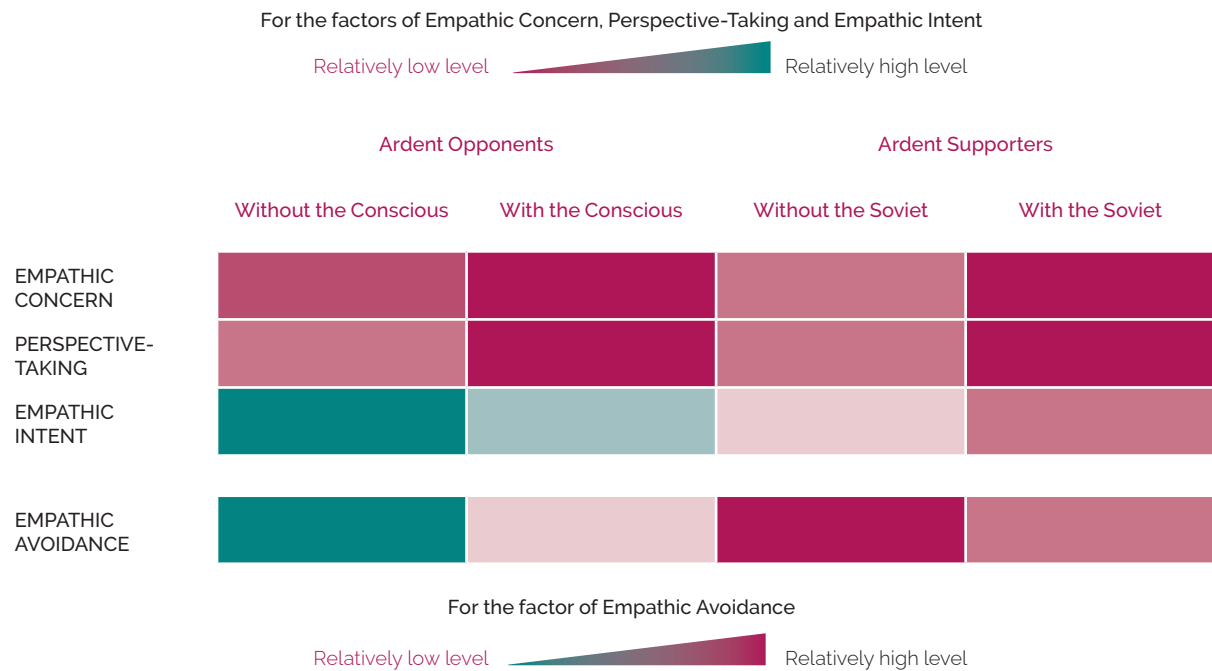 For the factors of Empathic Concern, Perspective-Taking and Empathic Intent
Relatively low level
Relatively high level
Ardent Opponents
Ardent Supporters
Without the Conscious
With the Conscious
Without the Soviet
With the Soviet
EMPATHIC
CONCERN
PERSPECTIVE-
TAKING
EMPATHIC
INTENT
EMPATHIC
AVOIDANCE
For the factor of Empathic Avoidance
Relatively low level
Relatively high level